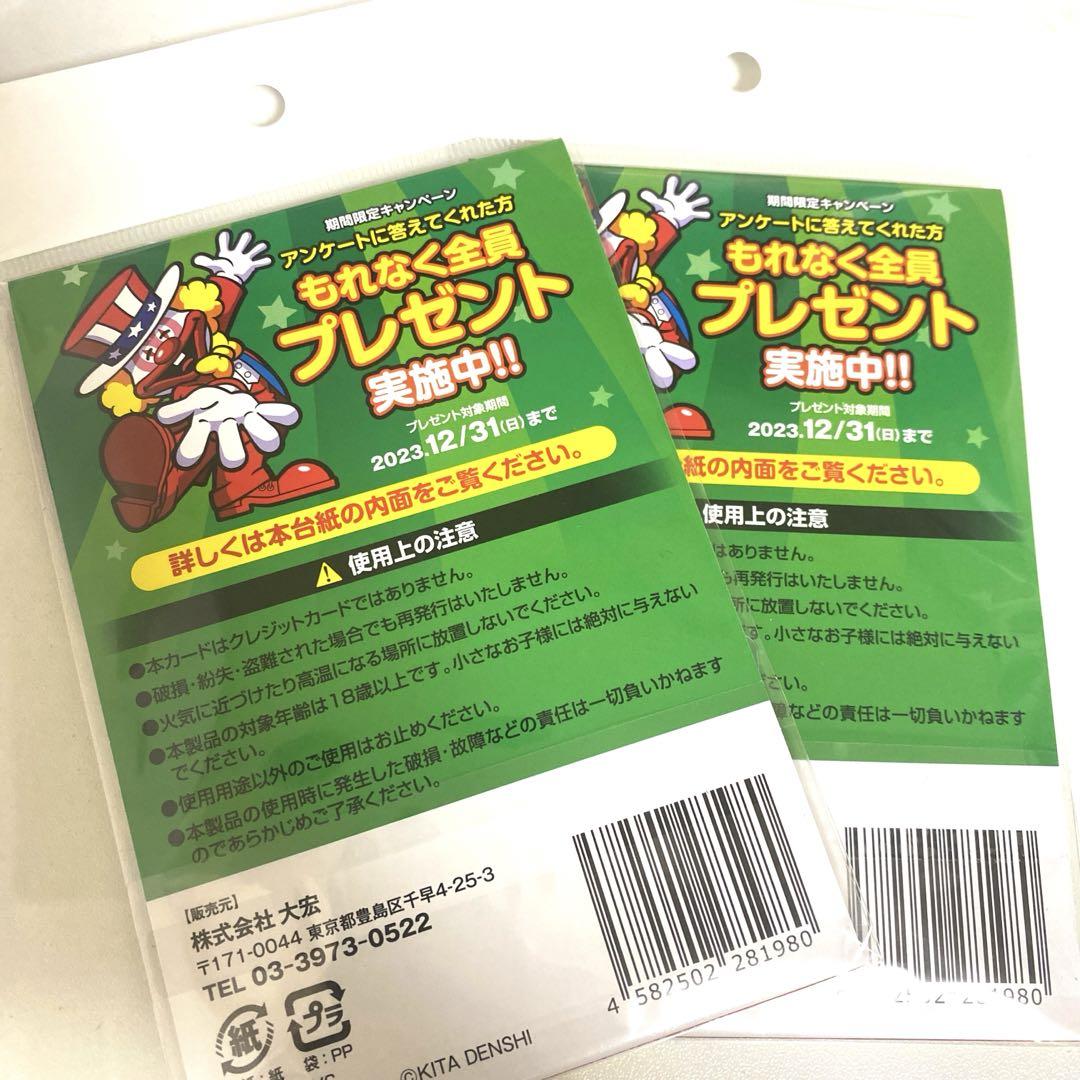 期間限定キャンペーン
アンケートに答えてくれた方
もれなく全員
プレゼント
実施中!!
プレゼント対象期間
2023.12/31(日)まで
詳しくは本台紙の内面をご覧ください。
使用上の注意
●本カードはクレジットカードではありません。
●破損・紛失・盗難された場合でも再発行はいたしません。
●火気に近づけたり高温になる場所に放置しないでください。
●本製品の対象年齢は18歳以上です。小さなお子様には絶対に与えない
でください。
●使用用途以外のご使用はお止めください。
●本製品の使用時に発生した破損・故障などの責任は一切負いかねます
のであらかじめご了承ください。
【販売元】
株式会社 大宏
〒171-0044 東京都豊島区千早4-25-3
TEL 03-3973-0522
紙
プラ
紙
袋:PP
©KITA DENSHI
4 582502 281980
期間限定キャンペーン
アンケートに答えてくれた方
もれなく全員
プレゼント
実施中!!
プレゼント対象期間
2023.12/31(日)まで
紙の内面をご覧ください。
使用上の注意
はありません。
も再発行はいたしません。
所に放置しないでください。
す。小さなお子様には絶対に与えない
さい。
障などの責任は一切負いかねます
281980